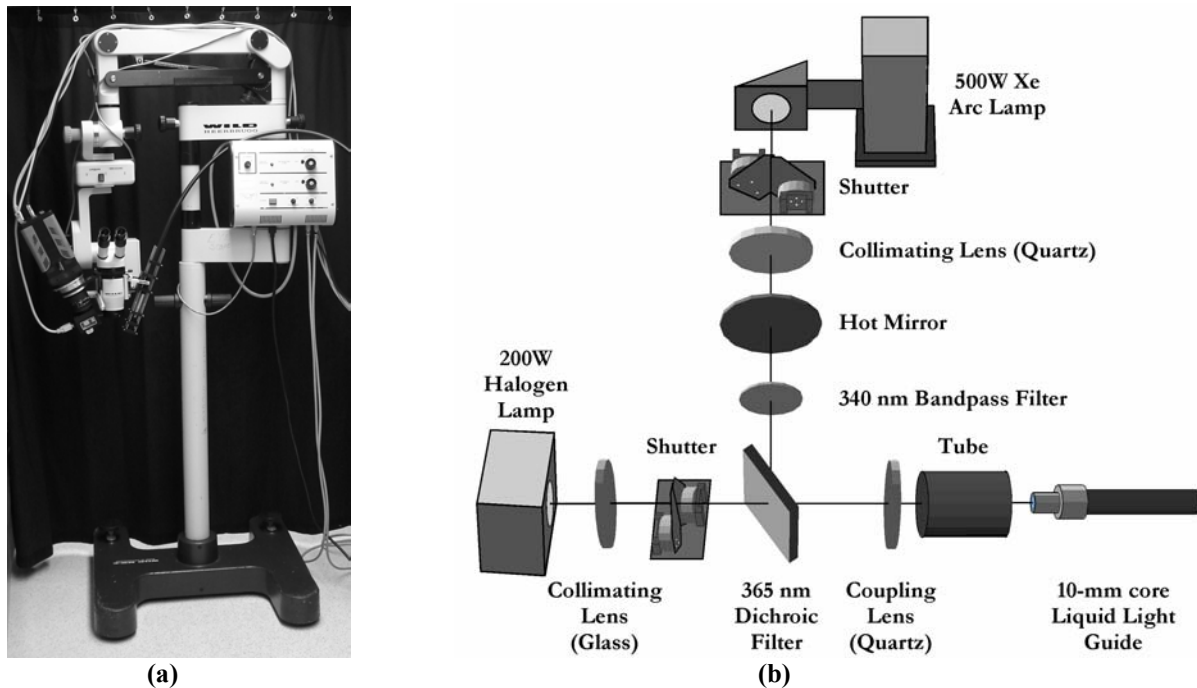 WILD
HEERBRUGG
500W Xe
Arc Lamp
Shutter
Collimating Lens (Quartz)
Hot Mirror
340 nm Bandpass Filter
200W
Halogen
Lamp
Shutter
Tube
Collimating
Lens
(Glass)
365 nm
Dichroic
Filter
Coupling
Lens
(Quartz)
10-mm core
Liquid Light
Guide
(a)
(b)